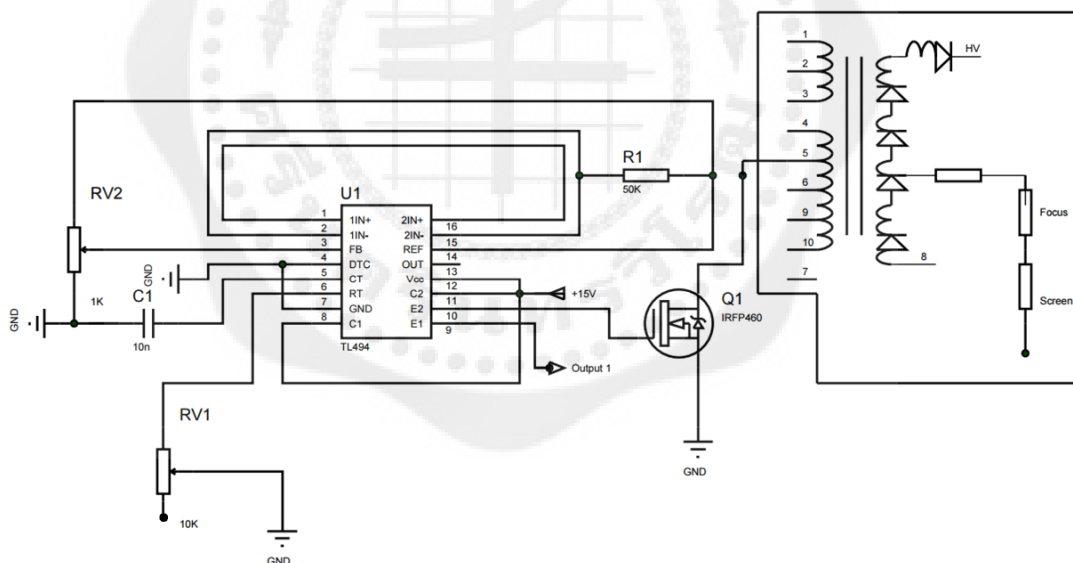 HV
1
2
3
4
5
6
9
10
7
8
Focus
Screen
R1
50K
RV2
1K
GND
C1
10n
GND
U1
1 1IN+ 2IN+ 16
2 1IN- 2IN- 15
3 FB REF 14
4 DTC OUT 13
5 CT Vcc 12
6 RT C2 11
7 GND E2 10
8 C1 E1 9
TL494
+15V
Output 1
Q1
IRFP460
GND
RV1
10K
GND